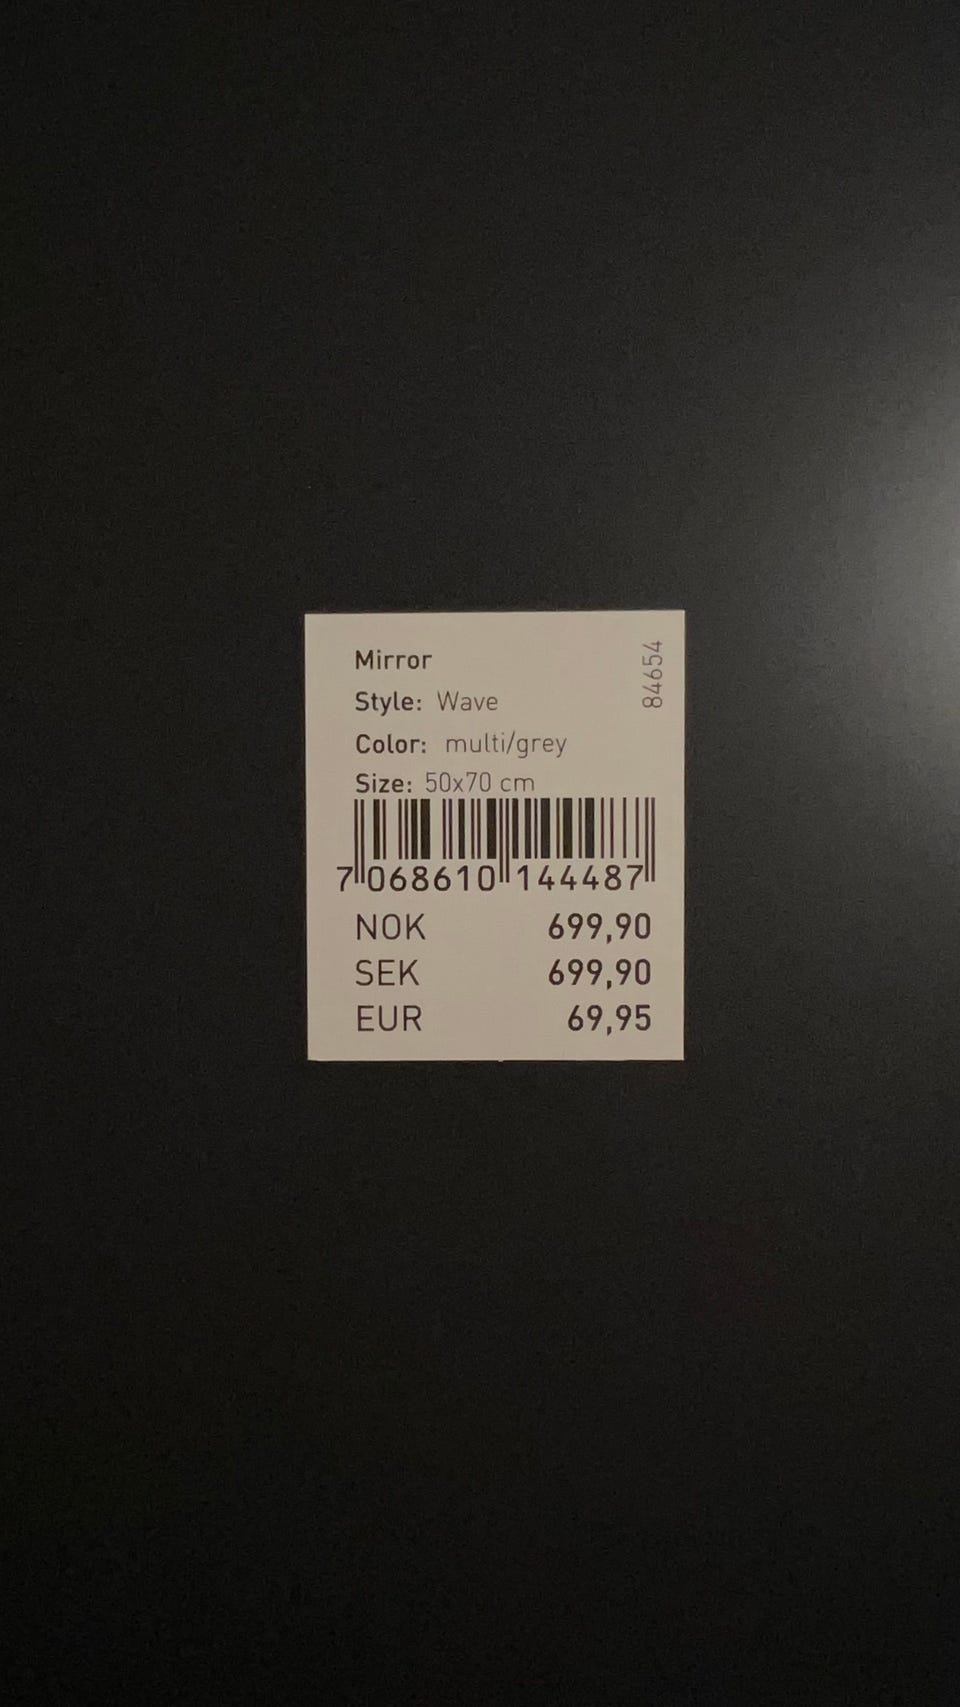 Mirror
84654
Style: Wave
Color: multi/grey
Size: 50x70 cm
7 068610 144487
NOK 699,90
SEK 699,90
EUR 69,95